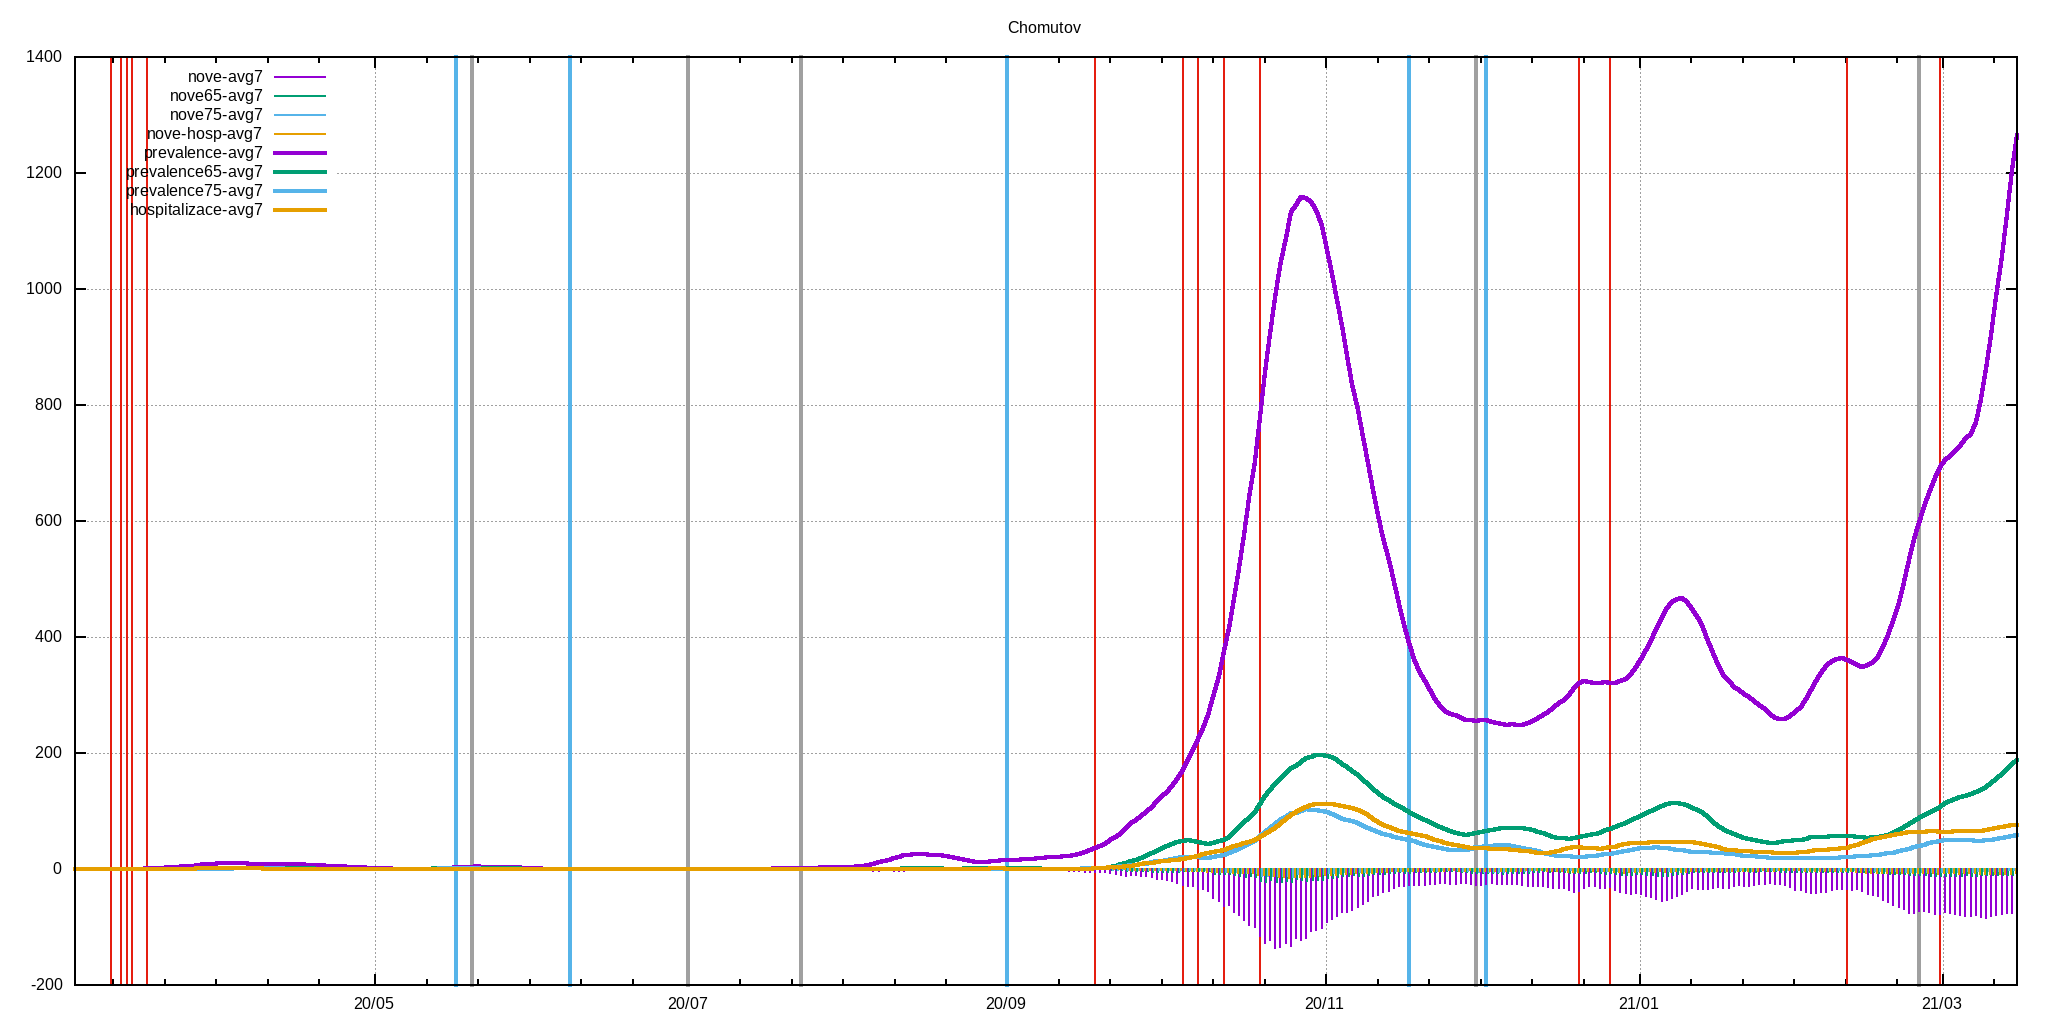 Chomutov
1400
1200
1000
800
600
400
200
0
-200
nove-avg7
nove65-avg7
nove75-avg7
nove-hosp-avg7
prevalence-avg7
prevalence65-avg7
prevalence75-avg7
hospitalizace-avg7
20/05 20/07 20/09 20/11 21/01 21/03